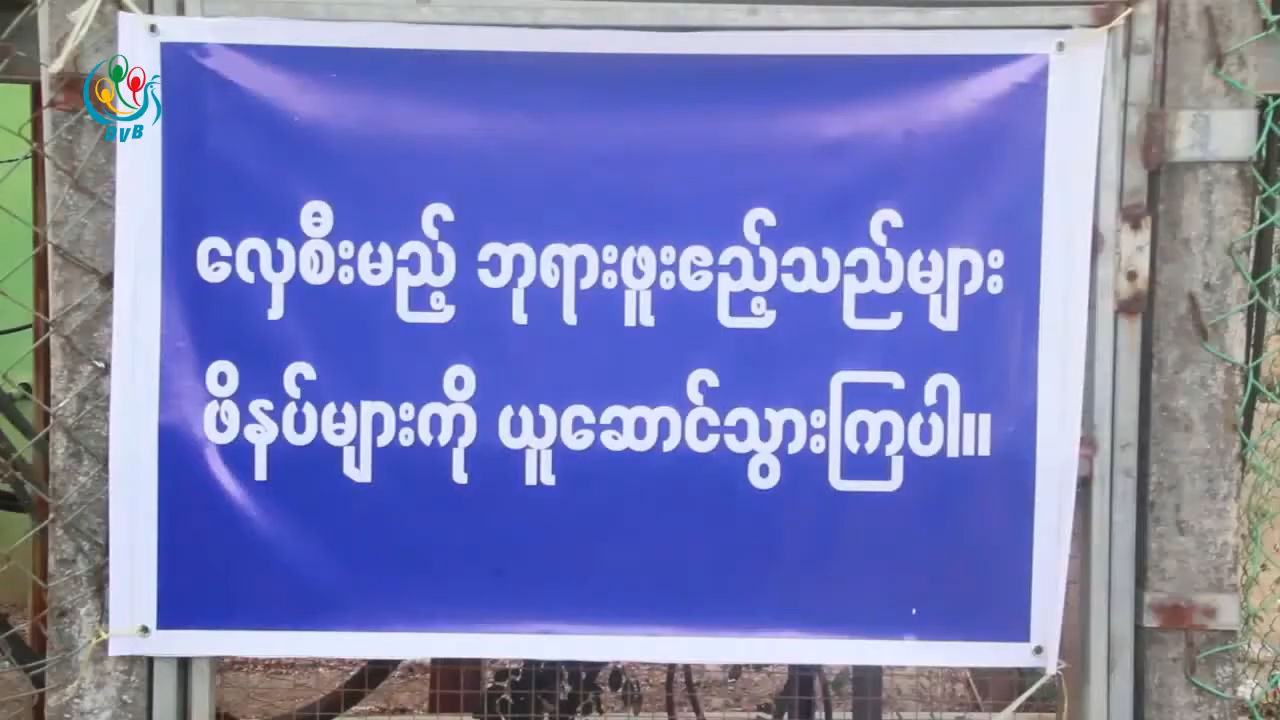 DVB
လှေစီးမည့် ဘုရားဖူးဧည့်သည်များ
ဖိနပ်များကို ယူဆောင်သွားကြပါ။